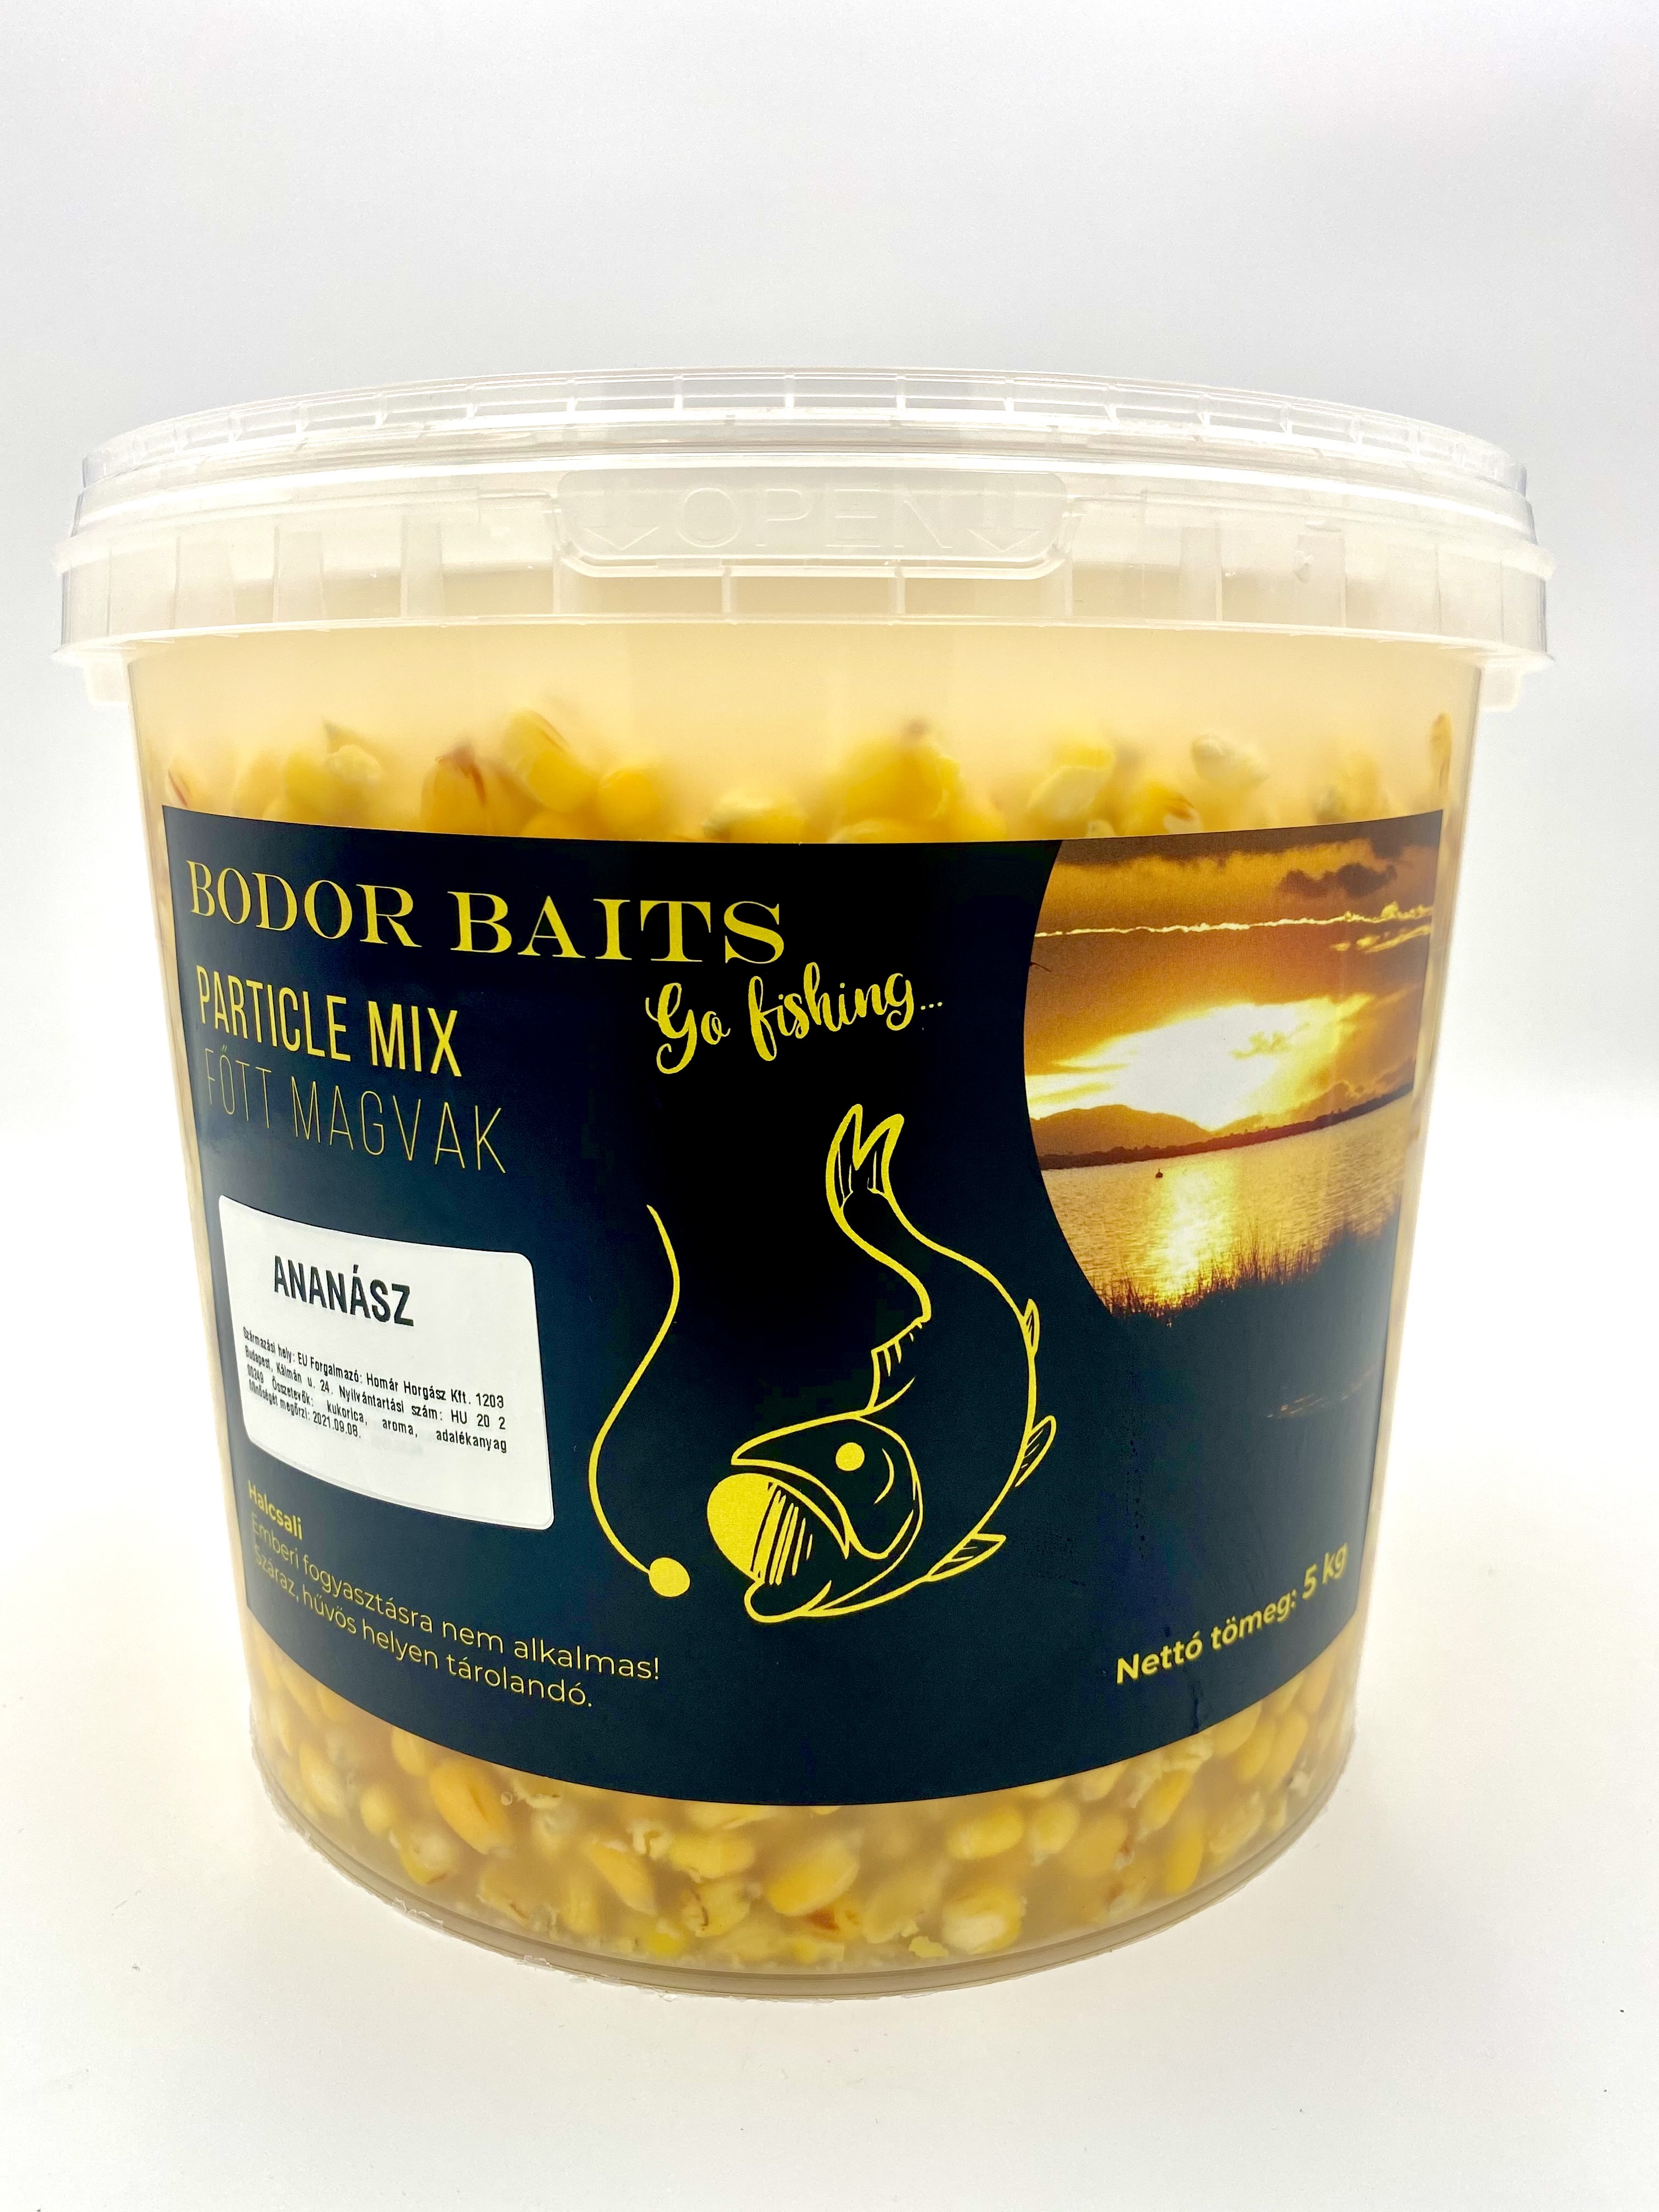 OPEN
BODOR BAITS
Go fishing...
PARTICLE MIX
FŐTT MAGVAK
ANANÁSZ
Származási hely: EU Forgalmazó: Homár Horgász Kft. 1203
Budapest, Kálmán u. 24. Nyilvántartási szám: HU 20 2
Összetevők: kukorica, aroma, adalékanyag
Minőségét megőrzi: 2021.09.08.
Halcsali
Emberi fogyasztásra nem alkalmas!
Száraz, hűvös helyen tárolandó.
Nettó tömeg: 5 kg